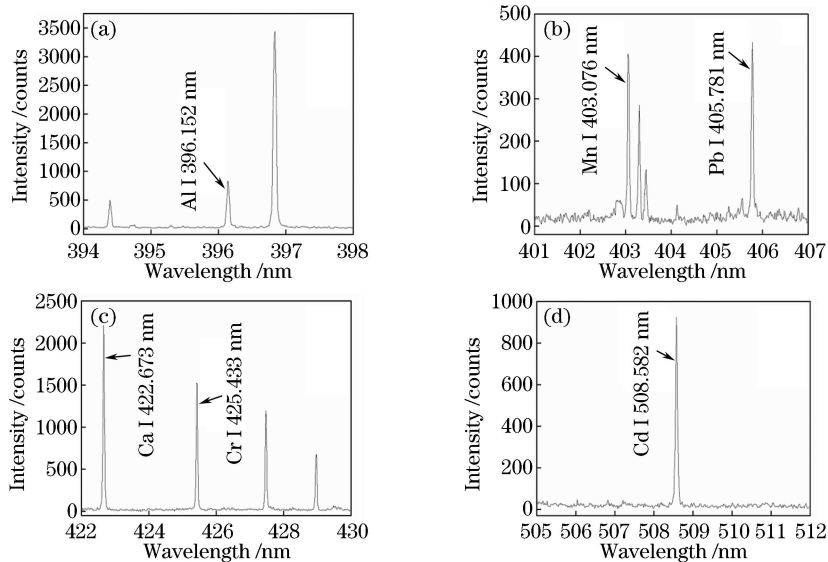 (a)
Intensity /counts
3500
3000
2500
2000
1500
1000
500
0
Al I 396.152 nm
394 395 396 397 398
Wavelength /nm
(b)
Intensity /counts
500
400
300
200
100
0
Mn I 403.076 nm
Pb I 405.781 nm
401 402 403 404 405 406 407
Wavelength /nm
(c)
Intensity /counts
2500
2000
1500
1000
500
0
Ca I 422.673 nm
Cr I 425.433 nm
422 424 426 428 430
Wavelength /nm
(d)
Intensity /counts
1000
800
600
400
200
0
Cd I 508.582 nm
505 506 507 508 509 510 511 512
Wavelength /nm